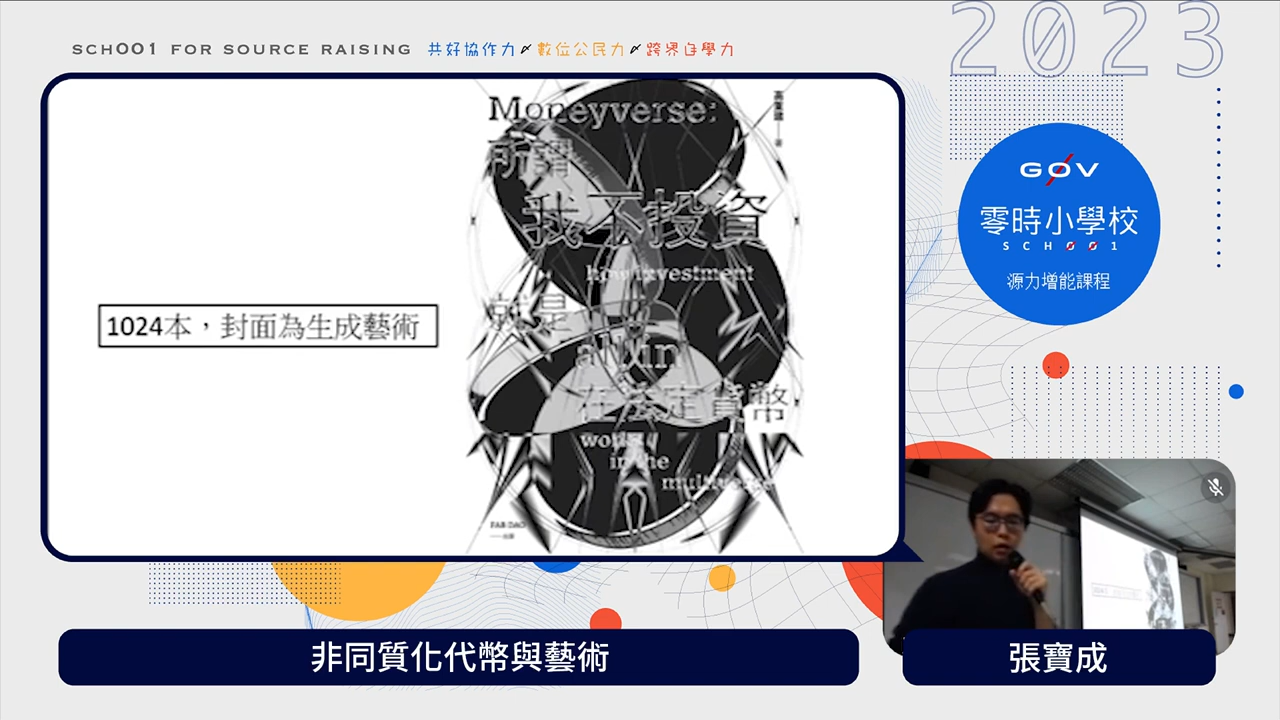 SCH001 FOR SOURCE RAISING 共好協作力 數位公民力 跨界自學力
2023
G0V
零時小學校
SCH001
源力增能課程
1024本，封面為生成藝術
Moneyverse:
所謂
我不投資
how investment
就是
all in
在法定貨幣
works
in the
multiverse
FAB DAO
非同質化代幣與藝術
張寶成